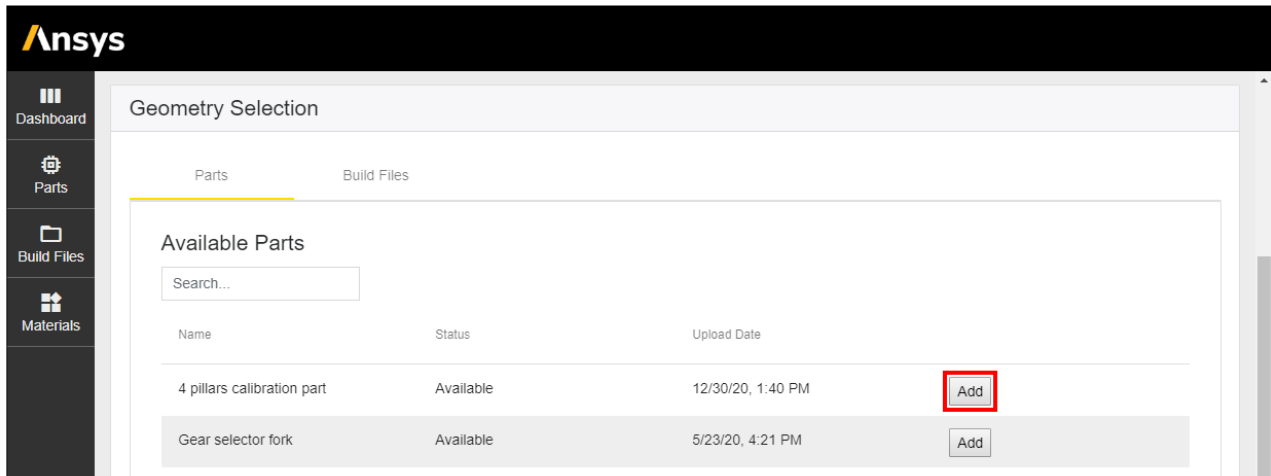 Ansys
Dashboard
Parts
Build Files
Materials
Geometry Selection
Parts Build Files
Available Parts
Search...
Name Status Upload Date
4 pillars calibration part Available 12/30/20, 1:40 PM Add
Gear selector fork Available 5/23/20, 4:21 PM Add